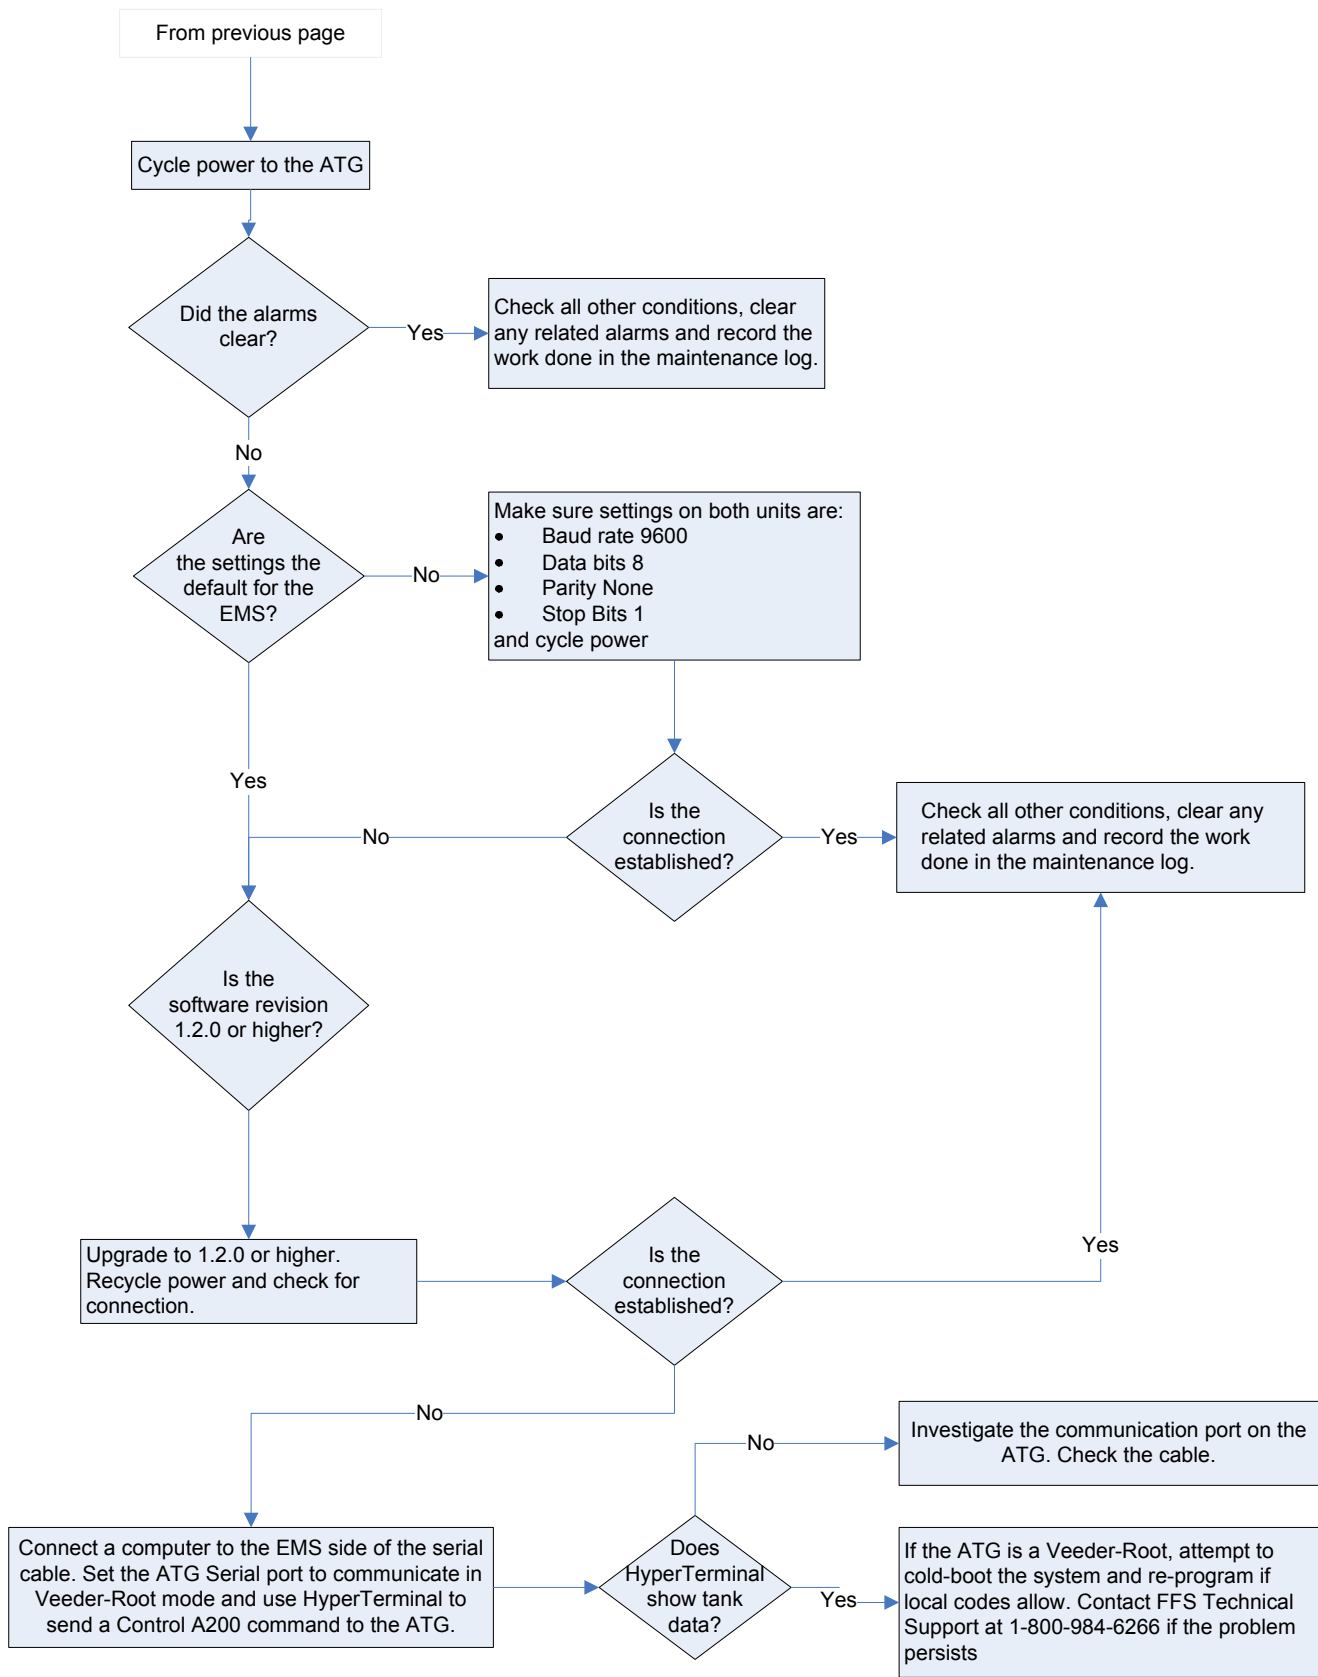 From previous page
Cycle power to the ATG
Did the alarms
clear?
Yes
Check all other conditions, clear
any related alarms and record the
work done in the maintenance log.
No
Are
the settings the
default for the
EMS?
No
Make sure settings on both units are:
• Baud rate 9600
• Data bits 8
• Parity None
• Stop Bits 1
and cycle power
Yes
No
Is the
connection
established?
Yes
Check all other conditions, clear any
related alarms and record the work
done in the maintenance log.
Is the
software revision
1.2.0 or higher?
Upgrade to 1.2.0 or higher.
Recycle power and check for
connection.
Is the
connection
established?
Yes
No
Connect a computer to the EMS side of the serial
cable. Set the ATG Serial port to communicate in
Veeder-Root mode and use HyperTerminal to
send a Control A200 command to the ATG.
Does
HyperTerminal
show tank
data?
No
Investigate the communication port on the
ATG. Check the cable.
Yes
If the ATG is a Veeder-Root, attempt to
cold-boot the system and re-program if
local codes allow. Contact FFS Technical
Support at 1-800-984-6266 if the problem
persists